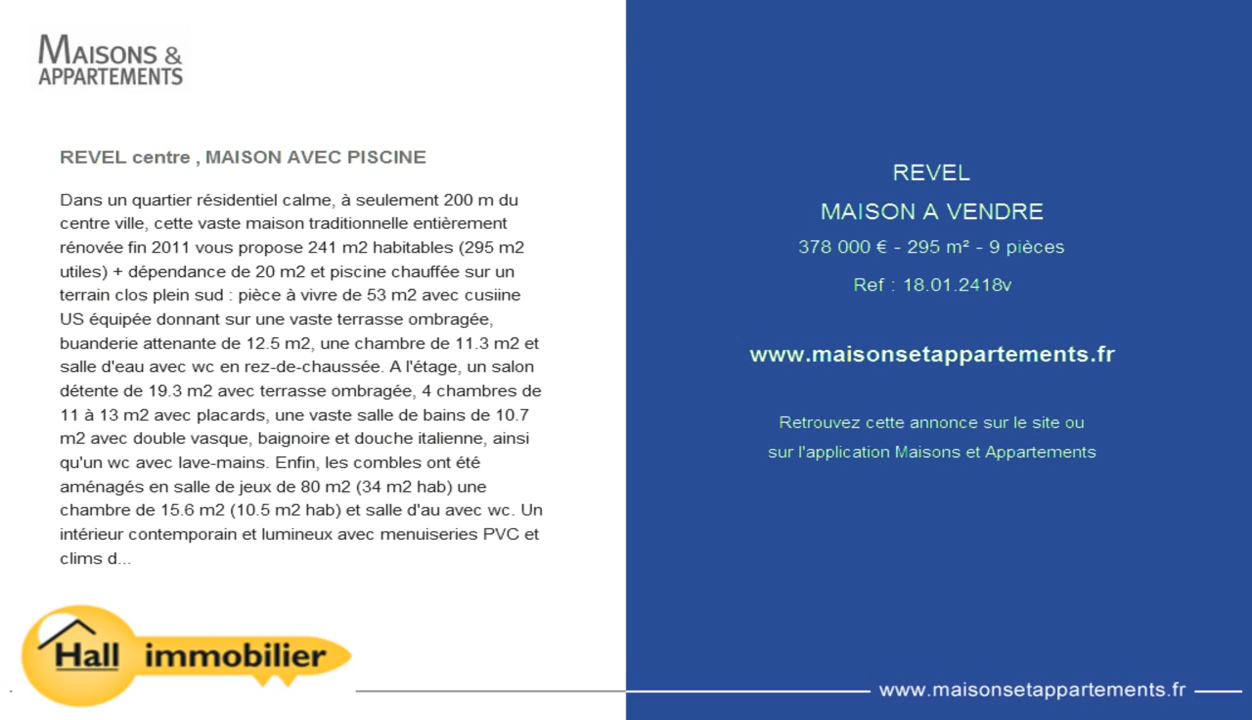 MAISONS &
APPARTEMENTS
REVEL centre , MAISON AVEC PISCINE
Dans un quartier résidentiel calme, à seulement 200 m du
centre ville, cette vaste maison traditionnelle entièrement
rénovée fin 2011 vous propose 241 m2 habitables (295 m2
utiles) + dépendance de 20 m2 et piscine chauffée sur un
terrain clos plein sud : pièce à vivre de 53 m2 avec cusiine
US équipée donnant sur une vaste terrasse ombragée,
buanderie attenante de 12.5 m2, une chambre de 11.3 m2 et
salle d'eau avec wc en rez-de-chaussée. A l'étage, un salon
détente de 19.3 m2 avec terrasse ombragée, 4 chambres de
11 à 13 m2 avec placards, une vaste salle de bains de 10.7
m2 avec double vasque, baignoire et douche italienne, ainsi
qu'un wc avec lave-mains. Enfin, les combles ont été
aménagés en salle de jeux de 80 m2 (34 m2 hab) une
chambre de 15.6 m2 (10.5 m2 hab) et salle d'au avec wc. Un
intérieur contemporain et lumineux avec menuiseries PVC et
clims d...
Hall immobilier
REVEL
MAISON A VENDRE
378 000 € - 295 m² - 9 pièces
Ref : 18.01.2418v
www.maisonsetappartements.fr
Retrouvez cette annonce sur le site ou
sur l'application Maisons et Appartements
www.maisonsetappartements.fr